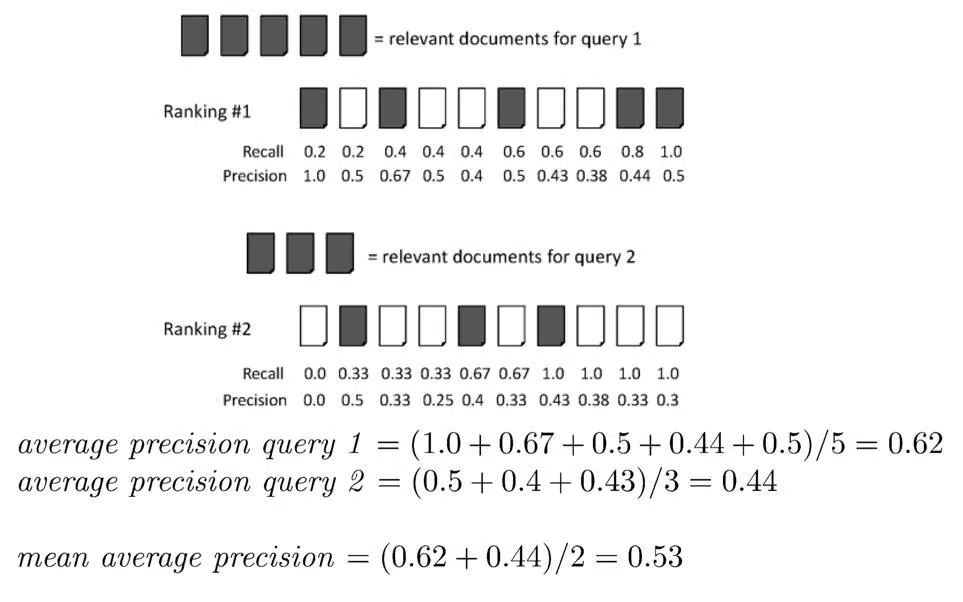 = relevant documents for query 1
Ranking #1
Recall 0.2 0.2 0.4 0.4 0.4 0.6 0.6 0.6 0.8 1.0
Precision 1.0 0.5 0.67 0.5 0.4 0.5 0.43 0.38 0.44 0.5
= relevant documents for query 2
Ranking #2
Recall 0.0 0.33 0.33 0.33 0.67 0.67 1.0 1.0 1.0 1.0
Precision 0.0 0.5 0.33 0.25 0.4 0.33 0.43 0.38 0.33 0.3
average precision query 1 = (1.0 + 0.67 + 0.5 + 0.44 + 0.5)/5 = 0.62
average precision query 2 = (0.5 + 0.4 + 0.43)/3 = 0.44
mean average precision = (0.62 + 0.44)/2 = 0.53